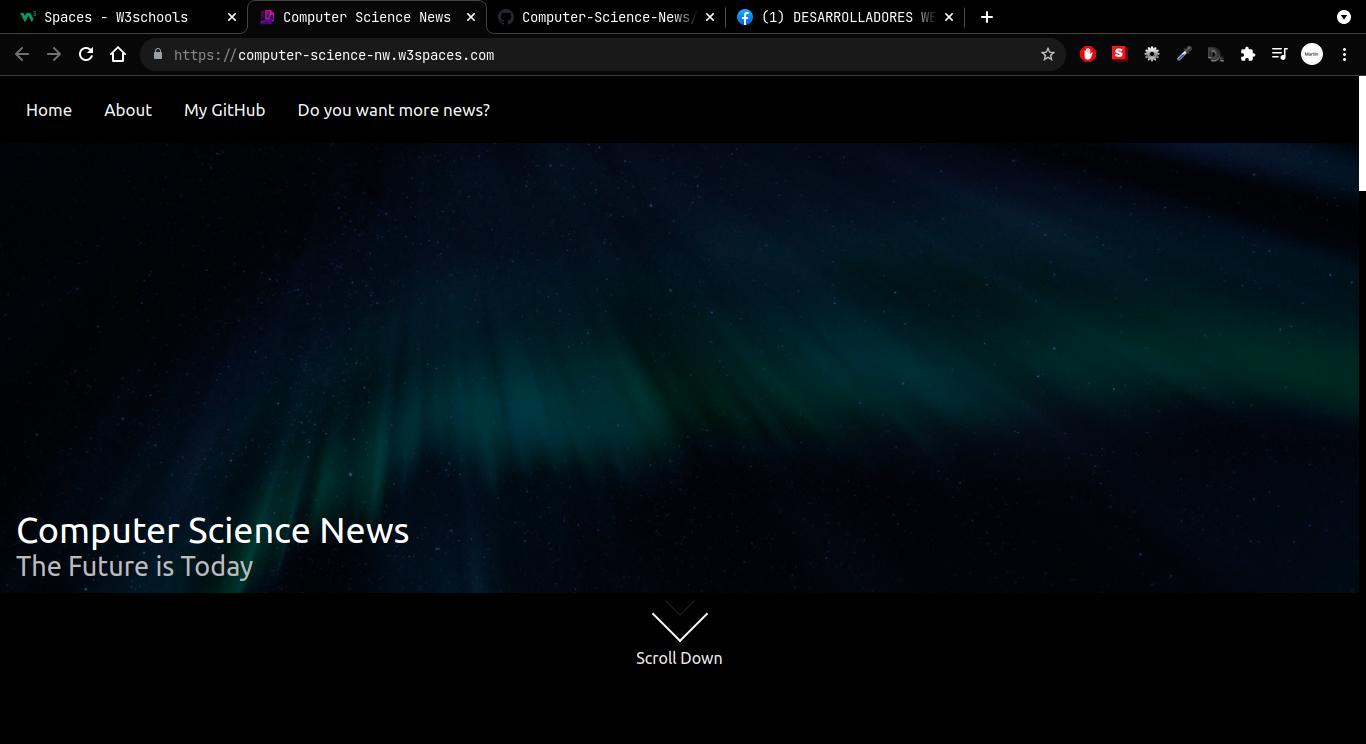 Spaces - W3schools
Computer Science News
Computer-Science-News/
(1) DESARROLLADORES WE
https://computer-science-nw.w3spaces.com
Home About My GitHub Do you want more news?
Computer Science News
The Future is Today
Scroll Down